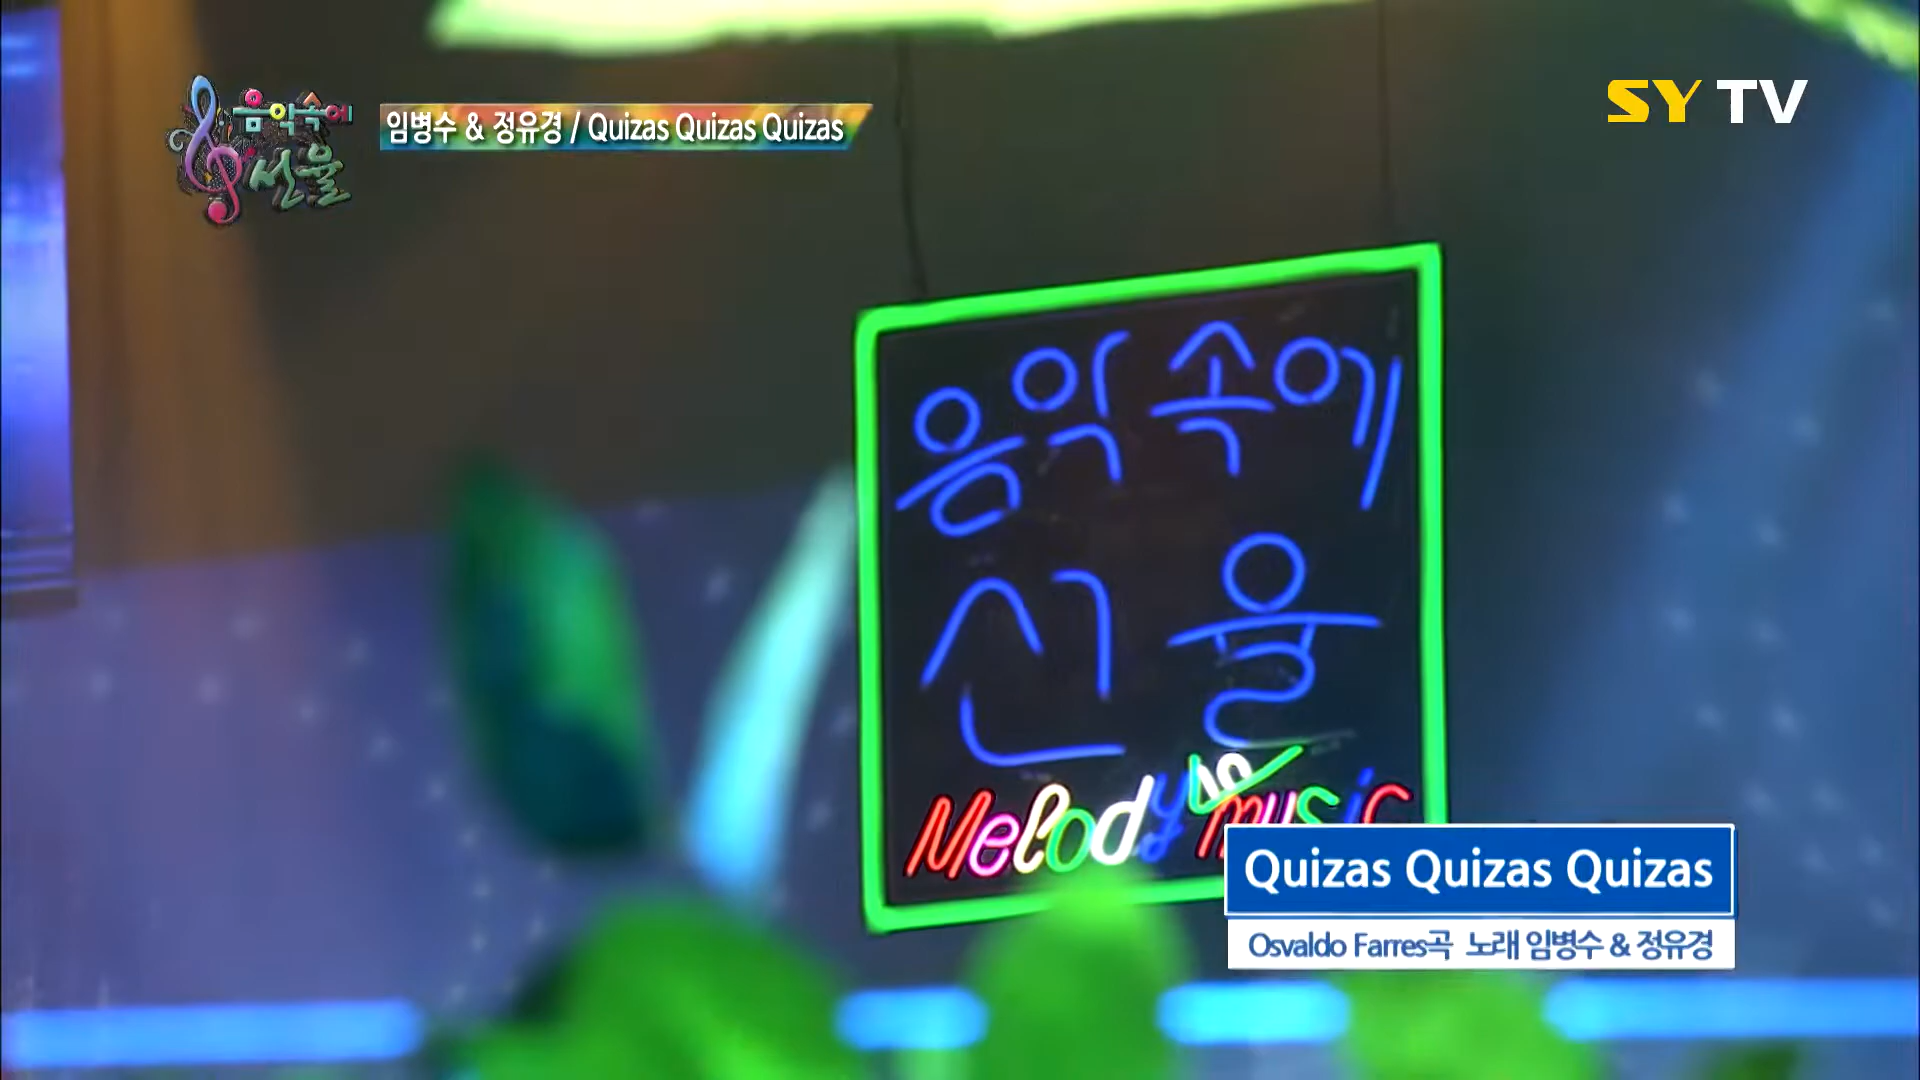 음악속에
선율
임병수 & 정유경 / Quizas Quizas Quizas
SY TV
음악속에
선율
Melody in music
Quizas Quizas Quizas
Osvaldo Farres곡 노래 임병수 & 정유경